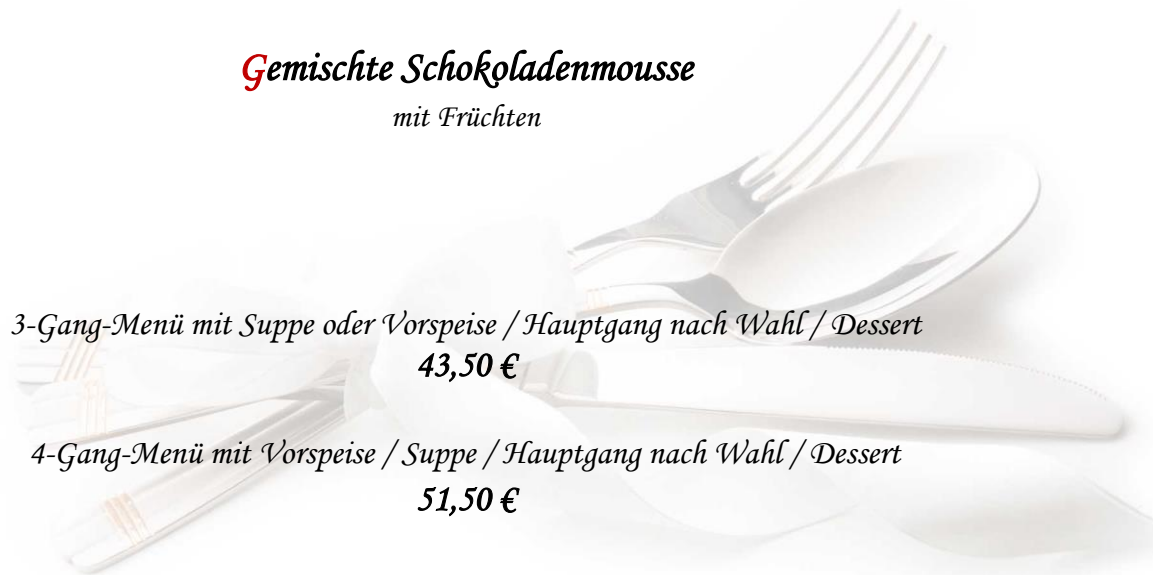 Gemischte Schokoladenmousse
mit Früchten
3-Gang-Menü mit Suppe oder Vorspeise / Hauptgang nach Wahl / Dessert
43,50 €
4-Gang-Menü mit Vorspeise / Suppe / Hauptgang nach Wahl / Dessert
51,50 €